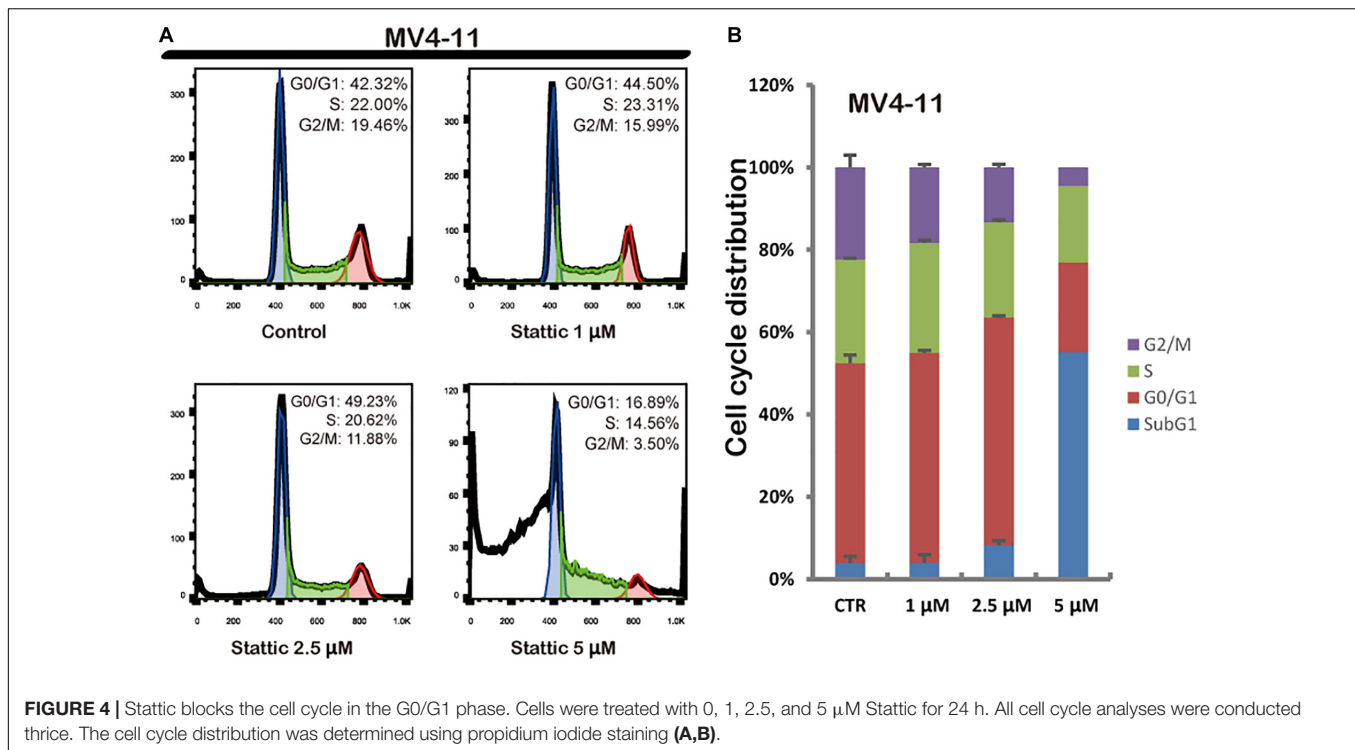 A
MV4-11
G0/G1: 42.32%
S: 22.00%
G2/M: 19.46%
300
200
100
0
0 200 400 600 800 1.0K
Control
G0/G1: 44.50%
S: 23.31%
G2/M: 15.99%
300
200
100
0
0 200 400 600 800 1.0K
Stattic 1 µM
G0/G1: 49.23%
S: 20.62%
G2/M: 11.88%
300
200
100
0
0 200 400 600 800 1.0K
Stattic 2.5 µM
G0/G1: 16.89%
S: 14.56%
G2/M: 3.50%
120
90
60
30
0
0 200 400 600 800 1.0K
Stattic 5 µM
B
MV4-11
Cell cycle distribution
120%
100%
80%
60%
40%
20%
0%
CTR 1 µM 2.5 µM 5 µM
G2/M
S
G0/G1
SubG1
FIGURE 4 | Stattic blocks the cell cycle in the G0/G1 phase. Cells were treated with 0, 1, 2.5, and 5 µM Stattic for 24 h. All cell cycle analyses were conducted
thrice. The cell cycle distribution was determined using propidium iodide staining (A,B).